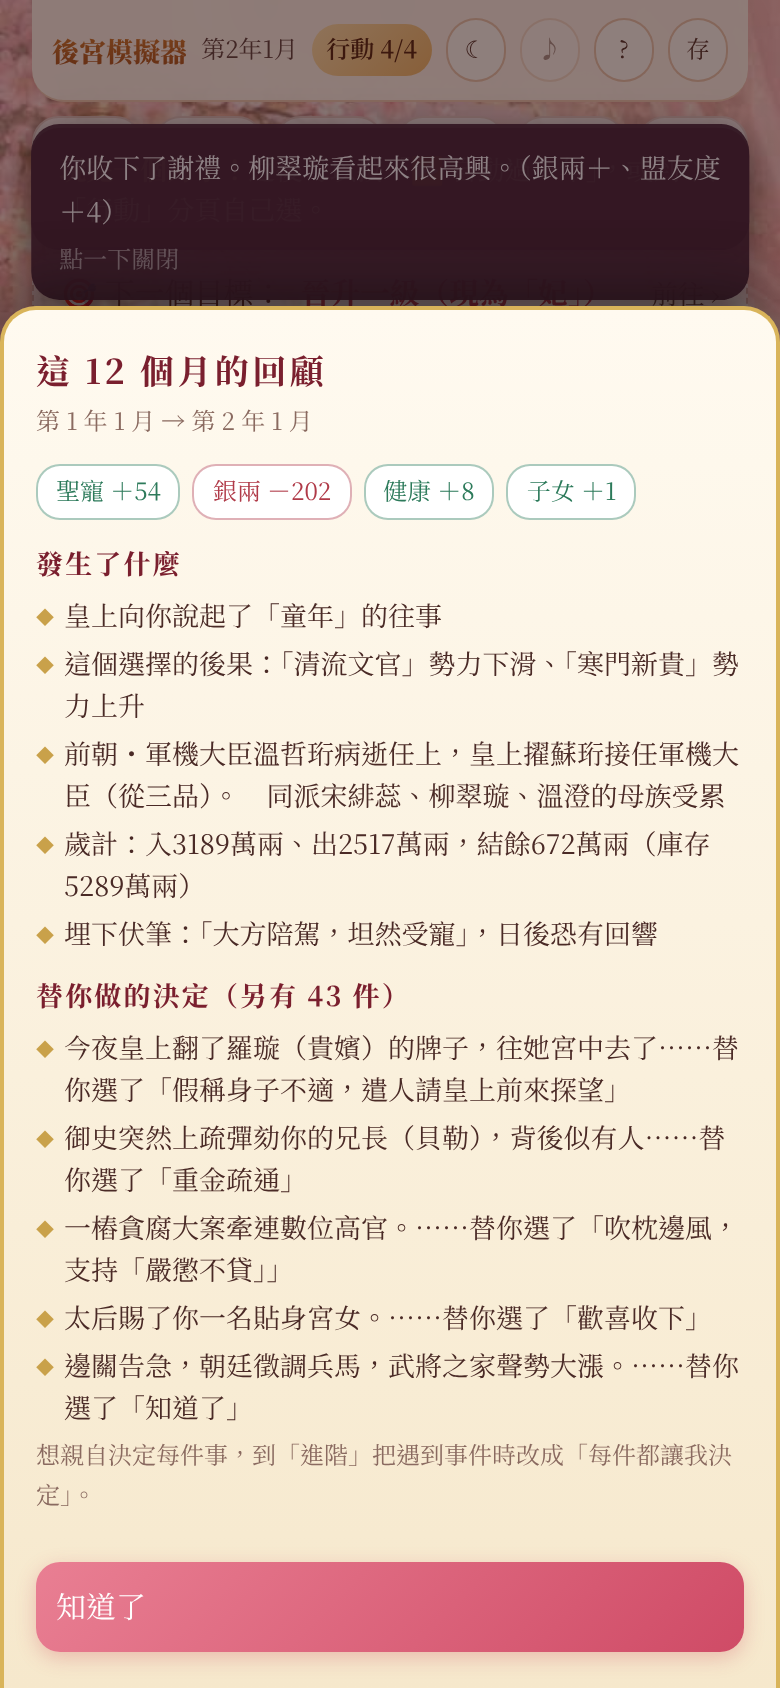 後宮模擬器 第2年1月 行動 4/4 ☾ ♪ ? 存
你收下了謝禮。柳翠璇看起來很高興。(銀兩＋、盟友度
＋4)
點一下關閉
這 12 個月的回顧
第 1 年 1 月 → 第 2 年 1 月
聖寵 ＋54 銀兩 －202 健康 ＋8 子女 ＋1
發生了什麼
◆ 皇上向你說起了「童年」的往事
◆ 這個選擇的後果：「清流文官」勢力下滑、「寒門新貴」勢
力上升
◆ 前朝・軍機大臣溫哲珩病逝任上，皇上擢蘇珩接任軍機大
臣（從三品）。　同派宋緋蕊、柳翠璇、溫澄的母族受累
◆ 歲計：入3189萬兩、出2517萬兩，結餘672萬兩（庫存
5289萬兩）
◆ 埋下伏筆：「大方陪駕，坦然受寵」，日後恐有回響
替你做的決定（另有 43 件）
◆ 今夜皇上翻了羅璇（貴嬪）的牌子，往她宮中去了……替
你選了「假稱身子不適，遣人請皇上前來探望」
◆ 御史突然上疏彈劾你的兄長（貝勒），背後似有人……替
你選了「重金疏通」
◆ 一樁貪腐大案牽連數位高官。……替你選了「吹枕邊風，
支持「嚴懲不貸」」
◆ 太后賜了你一名貼身宮女。……替你選了「歡喜收下」
◆ 邊關告急，朝廷徵調兵馬，武將之家聲勢大漲。……替你
選了「知道了」
想親自決定每件事，到「進階」把遇到事件時改成「每件都讓我決
定」。
知道了